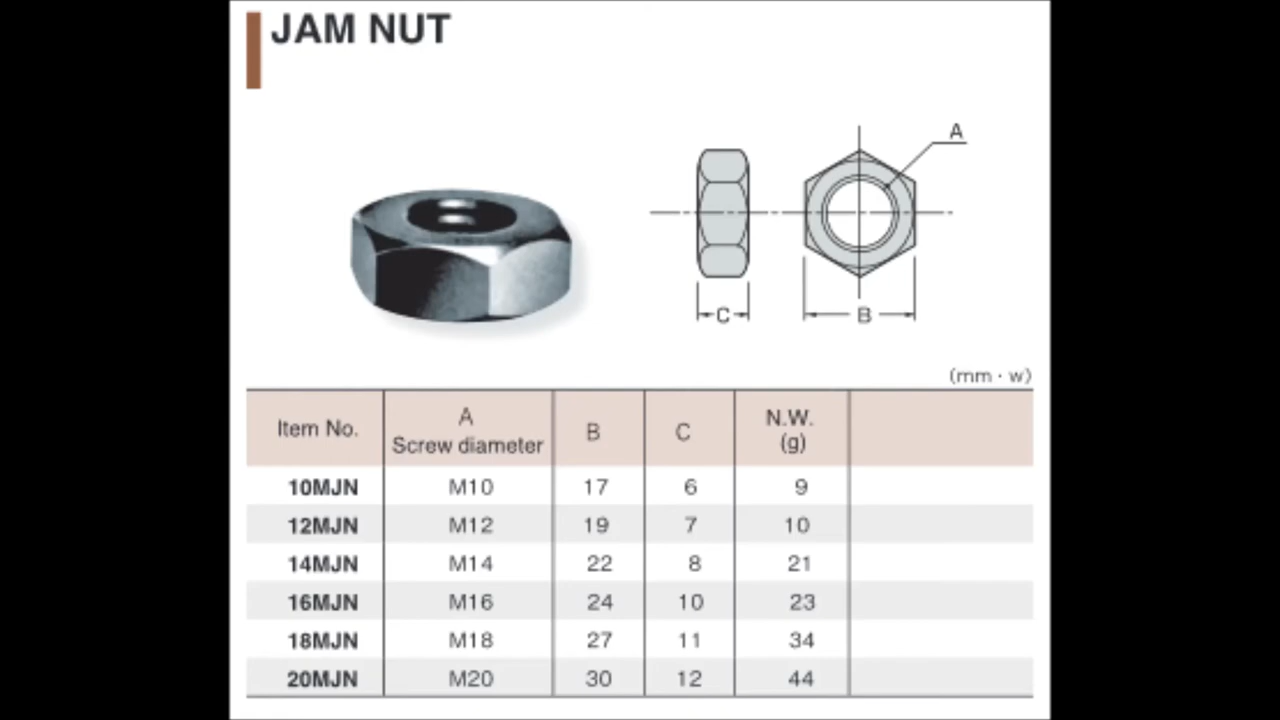 JAM NUT
A
C
B
(mm · w)
Item No. A Screw diameter B C N.W. (g)
10MJN M10 17 6 9
12MJN M12 19 7 10
14MJN M14 22 8 21
16MJN M16 24 10 23
18MJN M18 27 11 34
20MJN M20 30 12 44